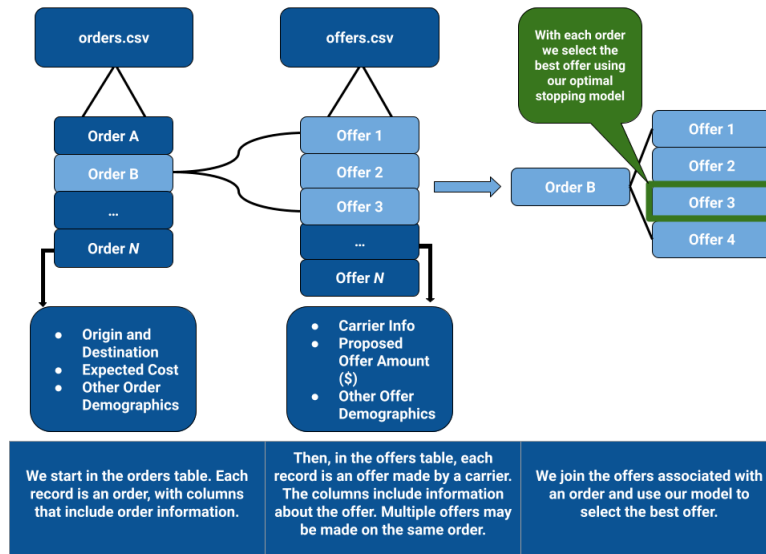 orders.csv
Order A
Order B
...
Order N
● Origin and
Destination
● Expected Cost
● Other Order
Demographics
offers.csv
Offer 1
Offer 2
Offer 3
...
Offer N
● Carrier Info
● Proposed
Offer Amount
($)
● Other Offer
Demographics
With each order
we select the
best offer using
our optimal
stopping model
Order B
Offer 1
Offer 2
Offer 3
Offer 4
We start in the orders table. Each
record is an order, with columns
that include order information.
Then, in the offers table, each
record is an offer made by a carrier.
The columns include information
about the offer. Multiple offers may
be made on the same order.
We join the offers associated with
an order and use our model to
select the best offer.